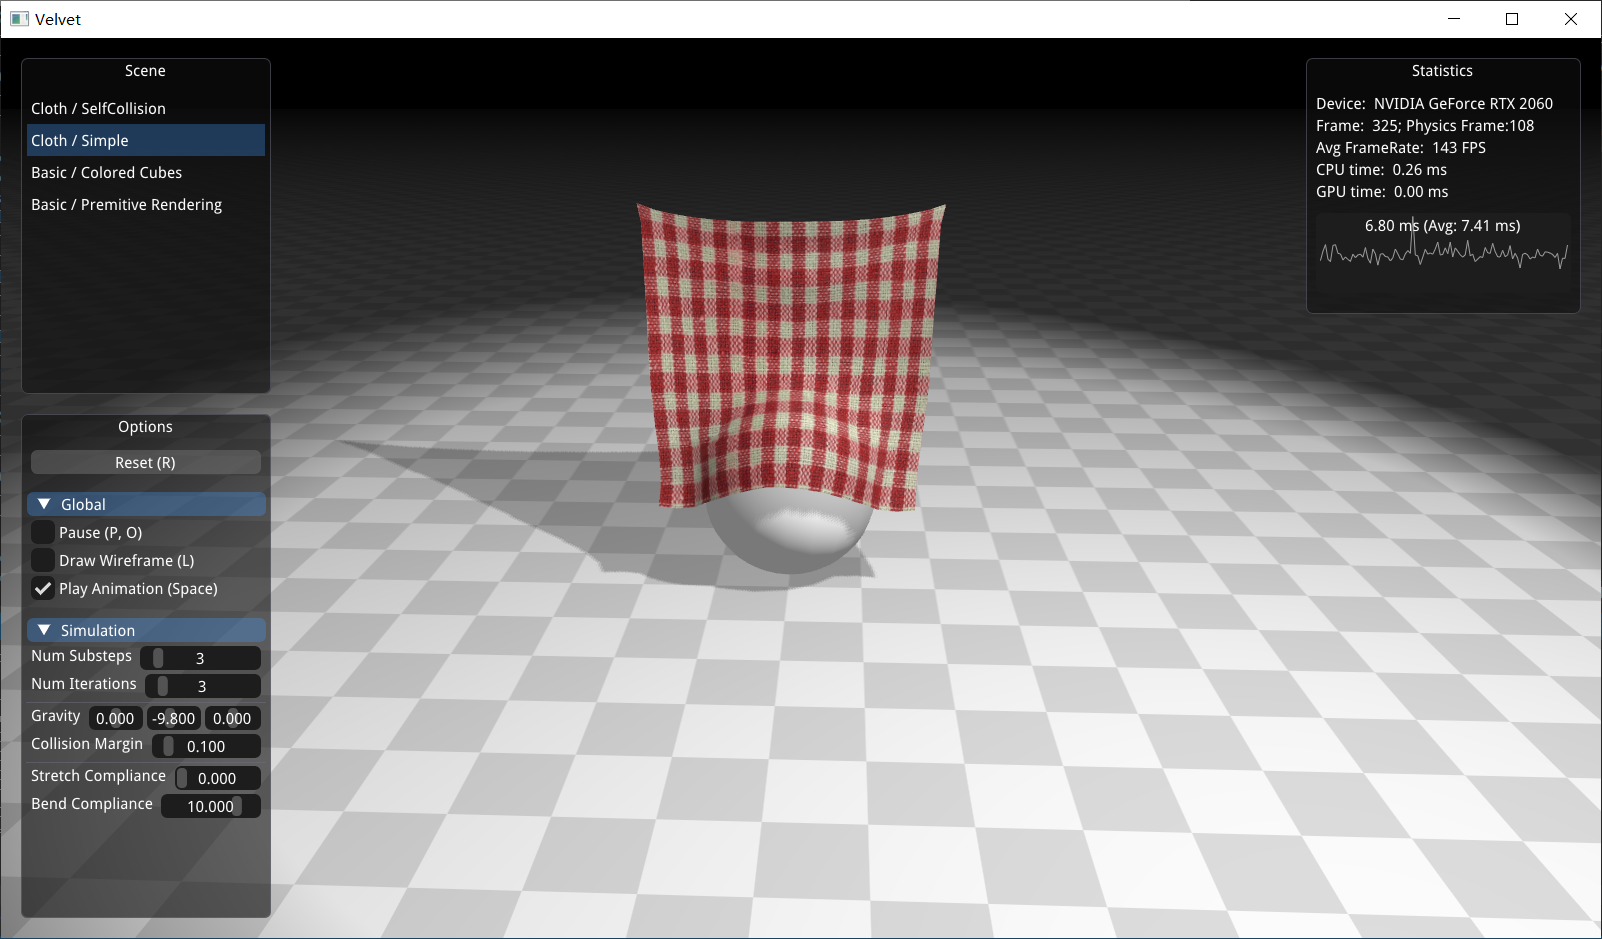 Velvet
Scene
Cloth / SelfCollision
Cloth / Simple
Basic / Colored Cubes
Basic / Premitive Rendering
Options
Reset (R)
Global
Pause (P, O)
Draw Wireframe (L)
Play Animation (Space)
Simulation
Num Substeps 3
Num Iterations 3
Gravity 0.000 -9.800 0.000
Collision Margin 0.100
Stretch Compliance 0.000
Bend Compliance 10.000
Statistics
Device: NVIDIA GeForce RTX 2060
Frame: 325; Physics Frame:108
Avg FrameRate: 143 FPS
CPU time: 0.26 ms
GPU time: 0.00 ms
6.80 ms (Avg: 7.41 ms)